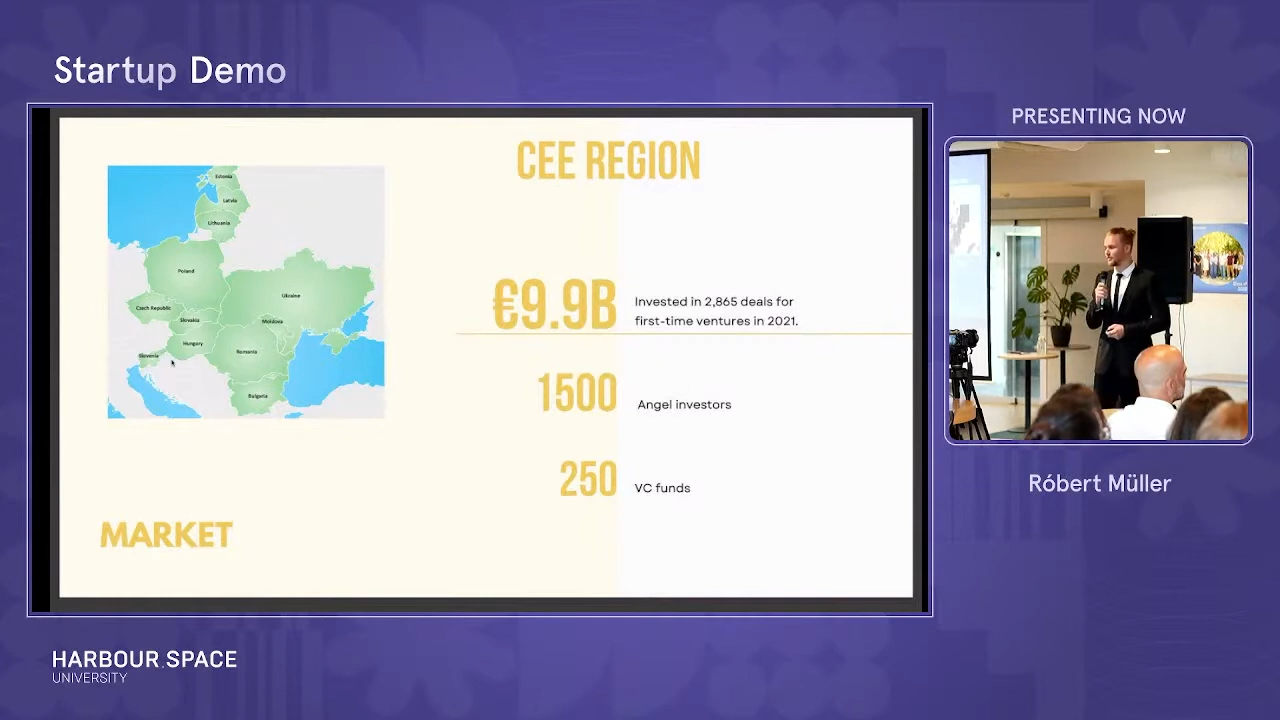 Startup Demo
PRESENTING NOW
CEE REGION
Estonia
Latvia
Lithuania
Poland
Ukraine
Czech Republic
Slovakia
Moldova
Hungary
Romania
Slovenia
Bulgaria
€9.9B
Invested in 2,865 deals for
first-time ventures in 2021.
1500
Angel investors
250
VC funds
MARKET
Róbert Müller
HARBOUR.SPACE
UNIVERSITY